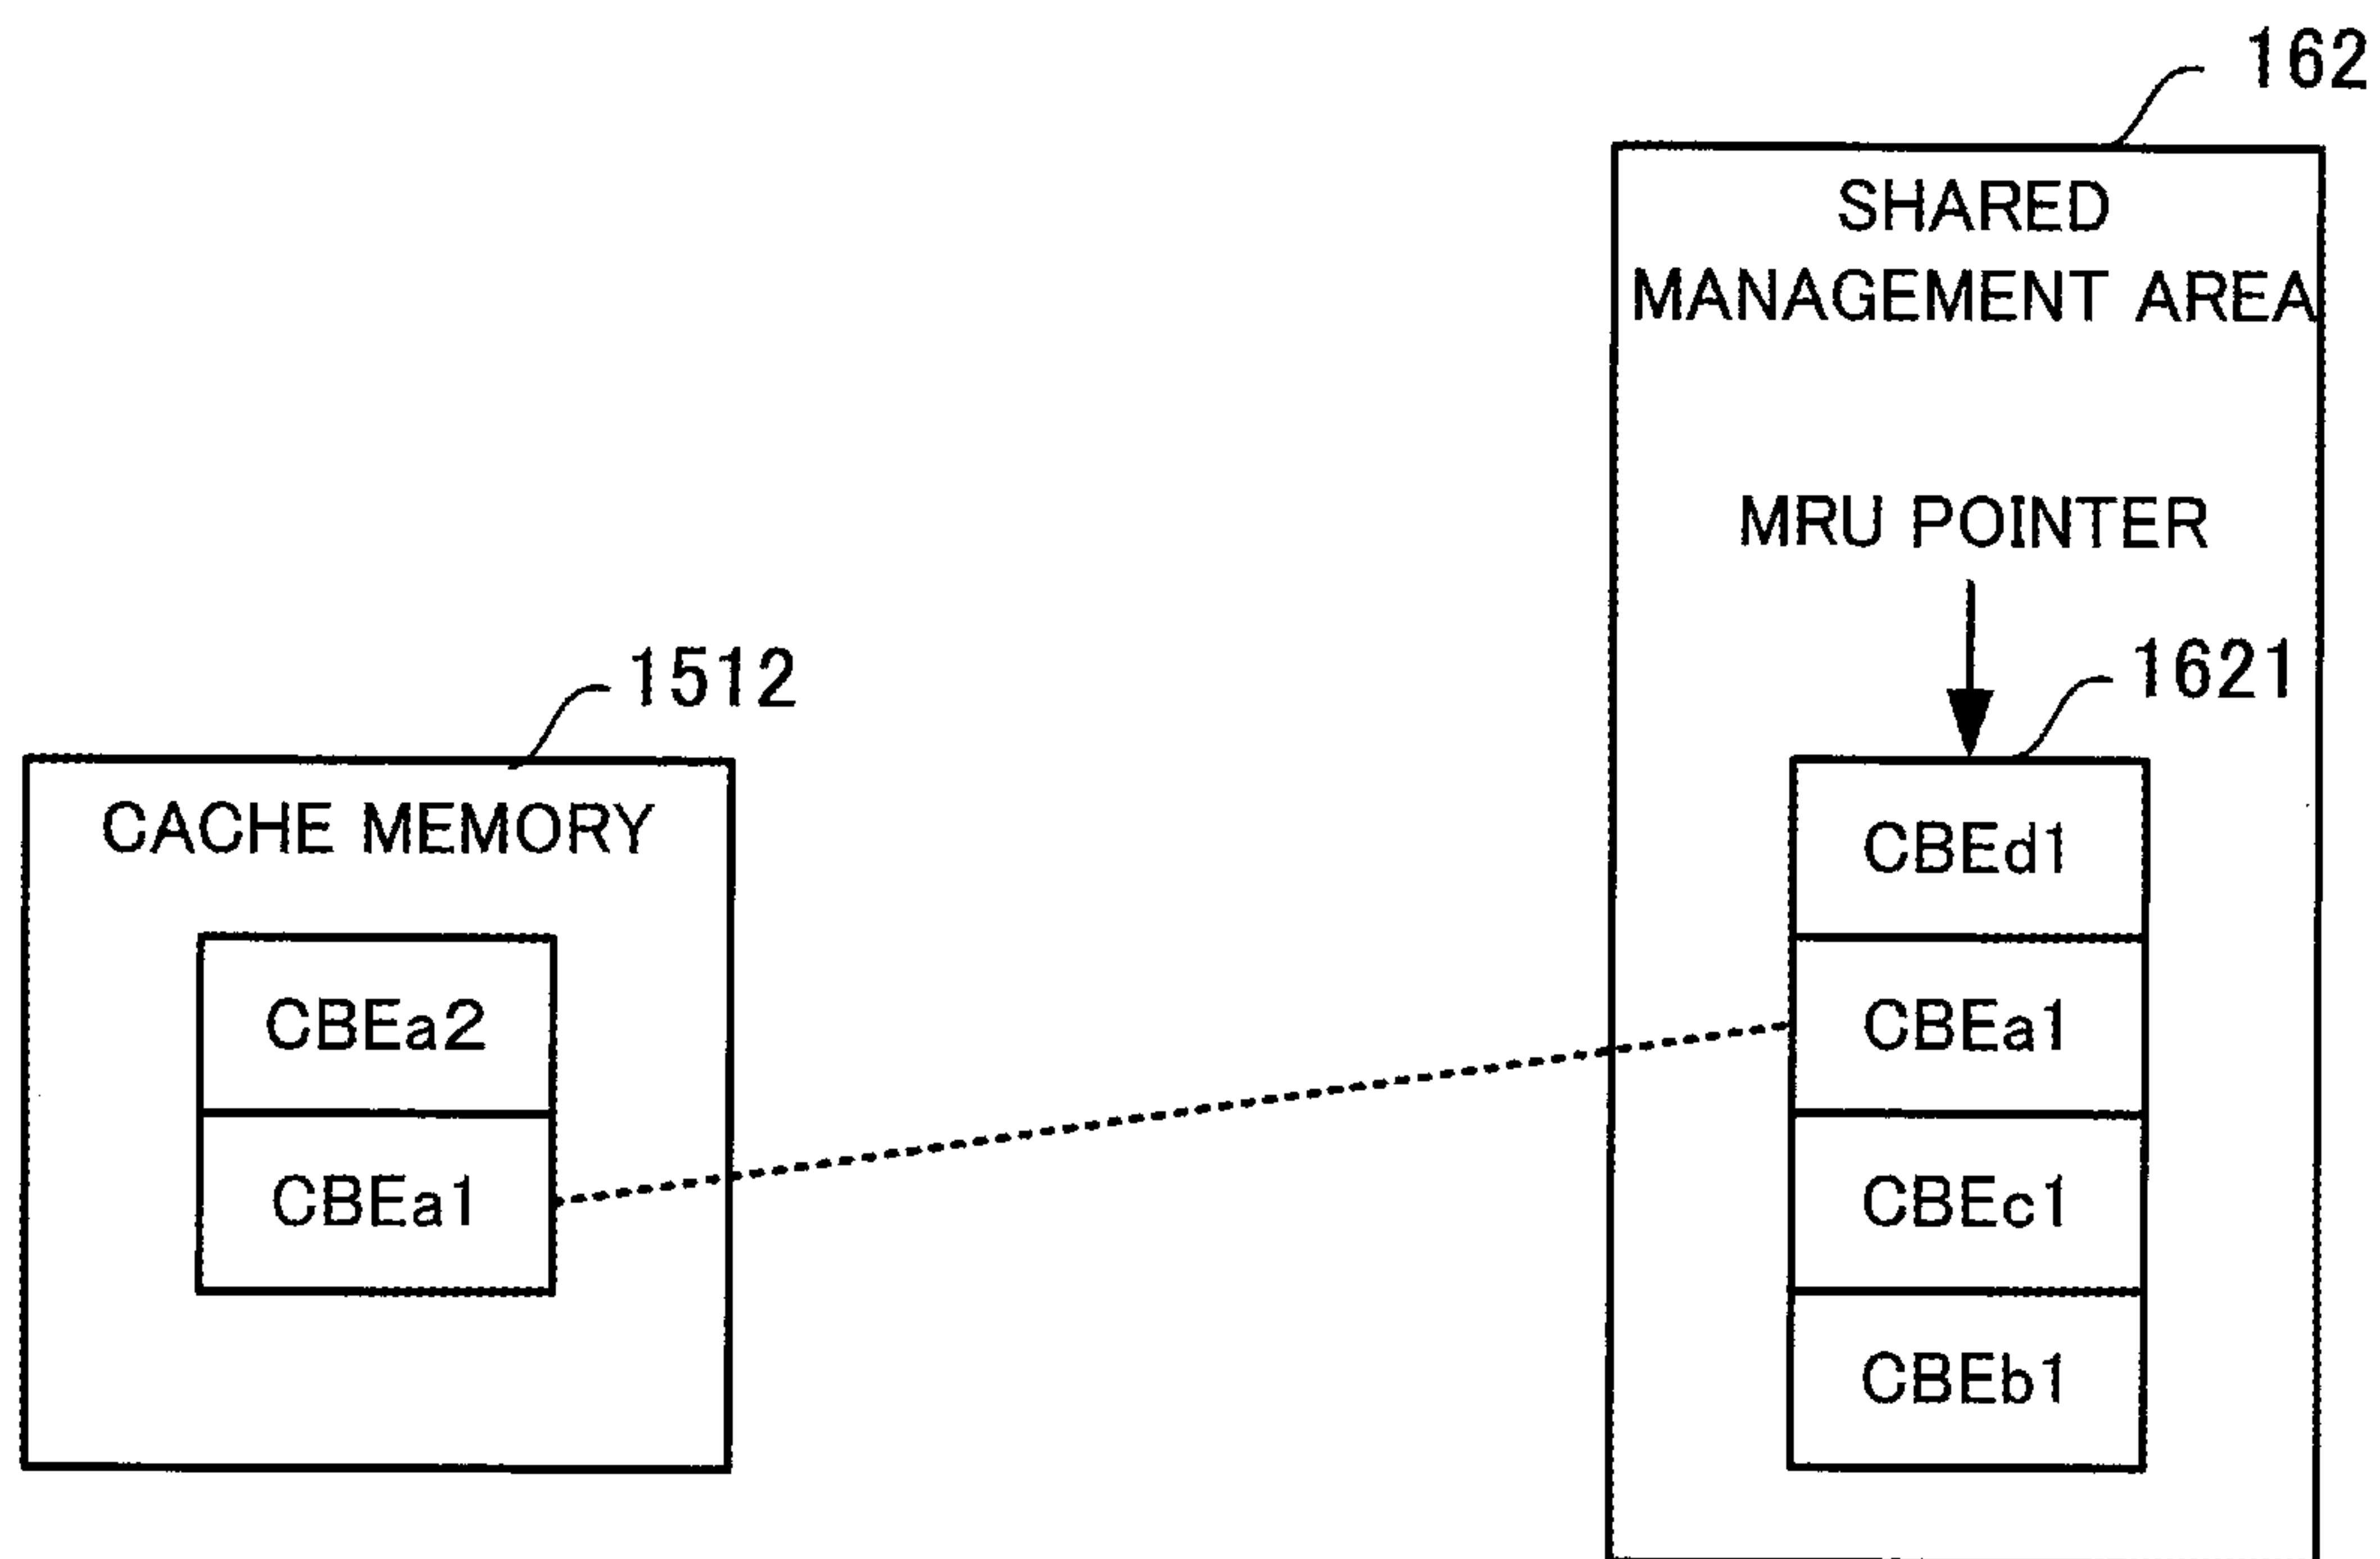 162
SHARED
MANAGEMENT AREA
MRU POINTER
1621
CBEd1
CBEa1
CBEc1
CBEb1
1512
CACHE MEMORY
CBEa2
CBEa1